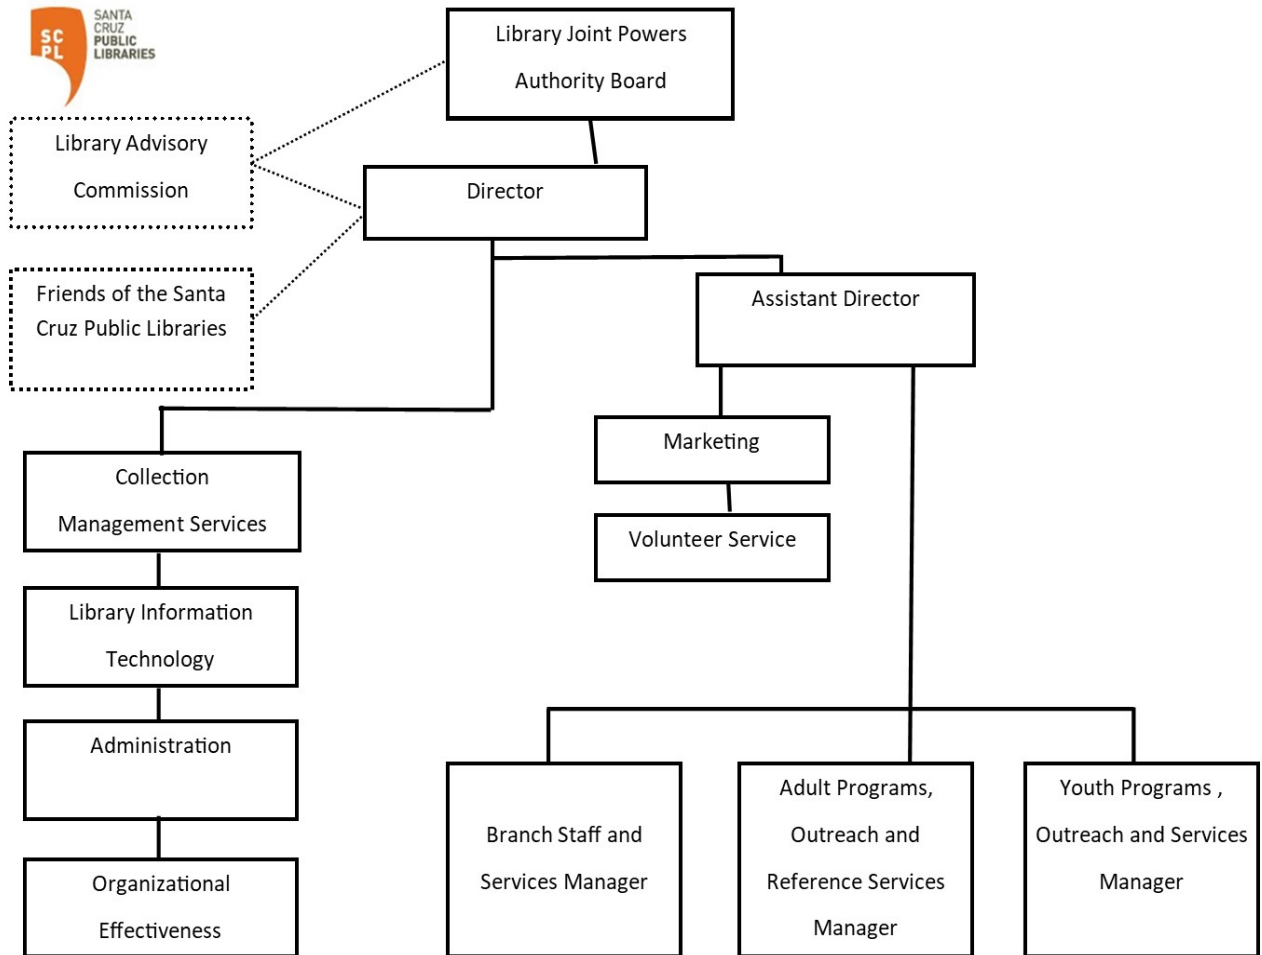 SC
PL
SANTA
CRUZ
PUBLIC
LIBRARIES
Library Joint Powers
Authority Board
Library Advisory
Commission
Director
Friends of the Santa
Cruz Public Libraries
Assistant Director
Marketing
Volunteer Service
Collection
Management Services
Library Information
Technology
Administration
Organizational
Effectiveness
Branch Staff and
Services Manager
Adult Programs,
Outreach and
Reference Services
Manager
Youth Programs ,
Outreach and Services
Manager